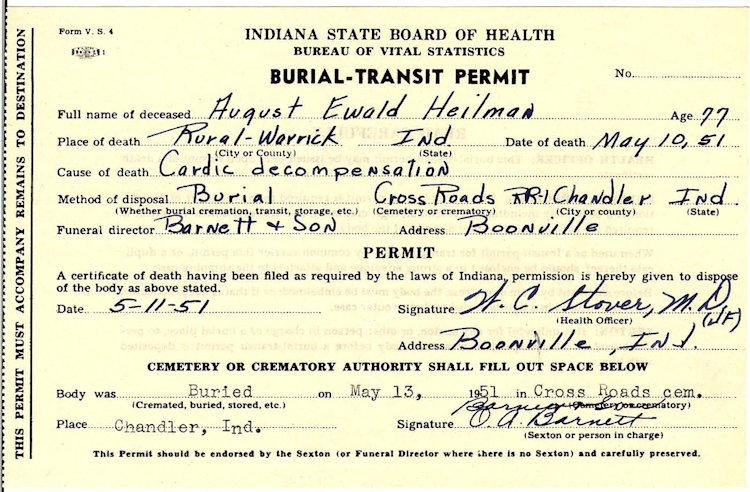 Form V. S. 4
INDIANA STATE BOARD OF HEALTH
BUREAU OF VITAL STATISTICS
BURIAL-TRANSIT PERMIT
No.
Full name of deceased August Ewald Heilman Age 77
Place of death Rural-Warrick Ind. Date of death May 10, 51
(City or County) (State)
Cause of death Cardic decompensation
Method of disposal Burial Cross Roads RR1 Chandler Ind.
(Whether burial cremation, transit, storage, etc.) (Cemetery or crematory) (City or county) (State)
Funeral director Barnett & Son Address Boonville
PERMIT
A certificate of death having been filed as required by the laws of Indiana, permission is hereby given to dispose
of the body as above stated.
Date 5-11-51 Signature W. C. Stover, M.D.
(Health Officer)
Address Boonville, Ind.
CEMETERY OR CREMATORY AUTHORITY SHALL FILL OUT SPACE BELOW
Body was Buried on May 13, 1951 in Cross Roads cem.
(Cremated, buried, stored, etc.) (Cemetery or crematory)
Place Chandler, Ind. Signature C A Barnett
(Sexton or person in charge)
This Permit should be endorsed by the Sexton (or Funeral Director where there is no Sexton) and carefully preserved.
THIS PERMIT MUST ACCOMPANY REMAINS TO DESTINATION